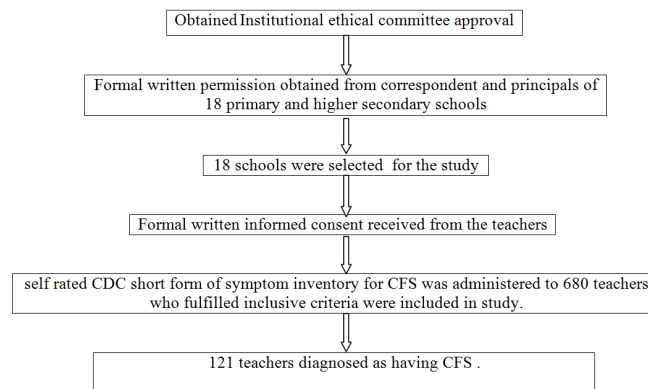 Obtained Institutional ethical committee approval
Formal written permission obtained from correspondent and principals of
18 primary and higher secondary schools
18 schools were selected for the study
Formal written informed consent received from the teachers
self rated CDC short form of symptom inventory for CFS was administered to 680 teachers
who fulfilled inclusive criteria were included in study.
121 teachers diagnosed as having CFS .